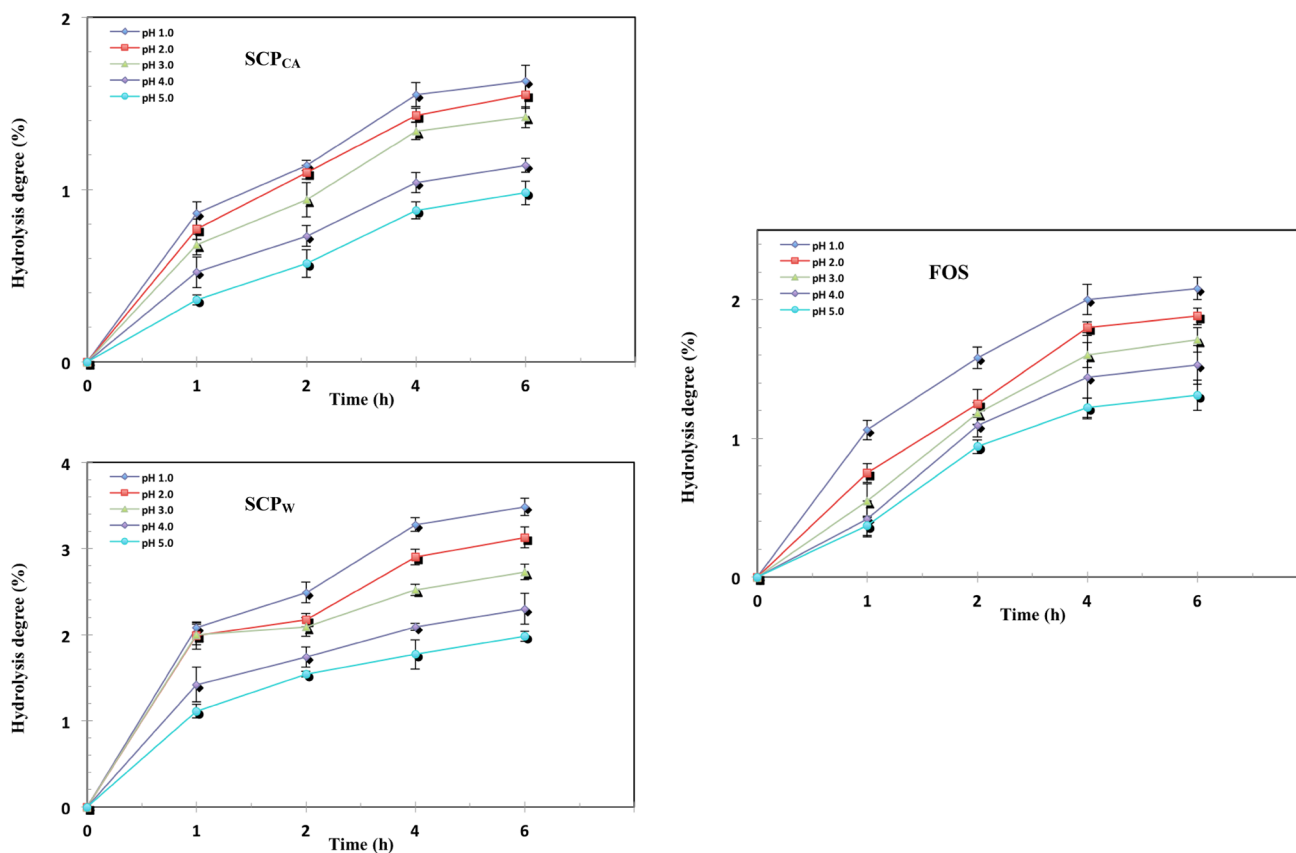 2
pH 1.0
pH 2.0
pH 3.0
pH 4.0
pH 5.0
SCPCA
Hydrolysis degree (%)
1
0
0 1 2 4 6
Time (h)
4
pH 1.0
pH 2.0
pH 3.0
pH 4.0
pH 5.0
SCPW
Hydrolysis degree (%)
3
2
1
0
0 1 2 4 6
Time (h)
pH 1.0
pH 2.0
pH 3.0
pH 4.0
pH 5.0
FOS
Hydrolysis degree (%)
2
1
0
0 1 2 4 6
Time (h)